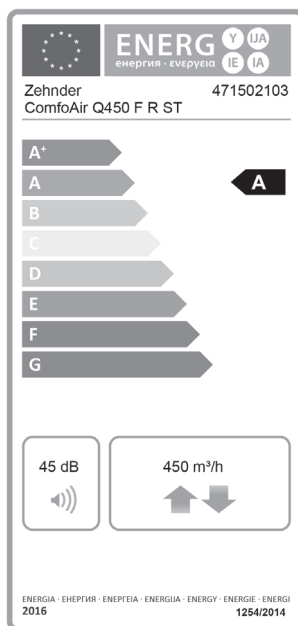 ENERG Y IJA
енергия · ενεργεια IE IA
Zehnder 471502103
ComfoAir Q450 F R ST
A+
A A
B
C
D
E
F
G
45 dB 450 m³/h
ENERGIA · ЕНЕРГИЯ · ΕΝΕΡΓΕΙΑ · ENERGIJA · ENERGY · ENERGIE · ENERGI
2016 1254/2014